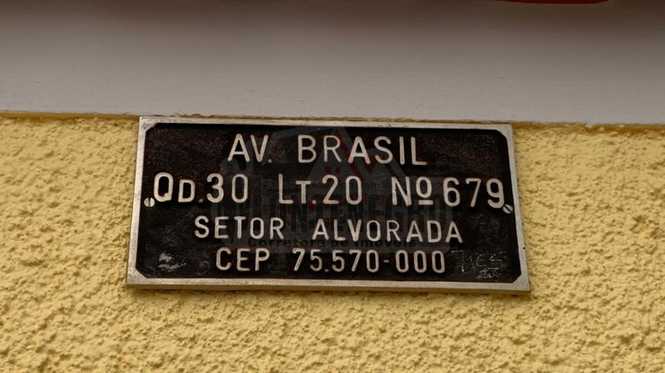 AV. BRASIL
QD.30 LT.20 Nº679
SETOR ALVORADA
CEP 75.570-000